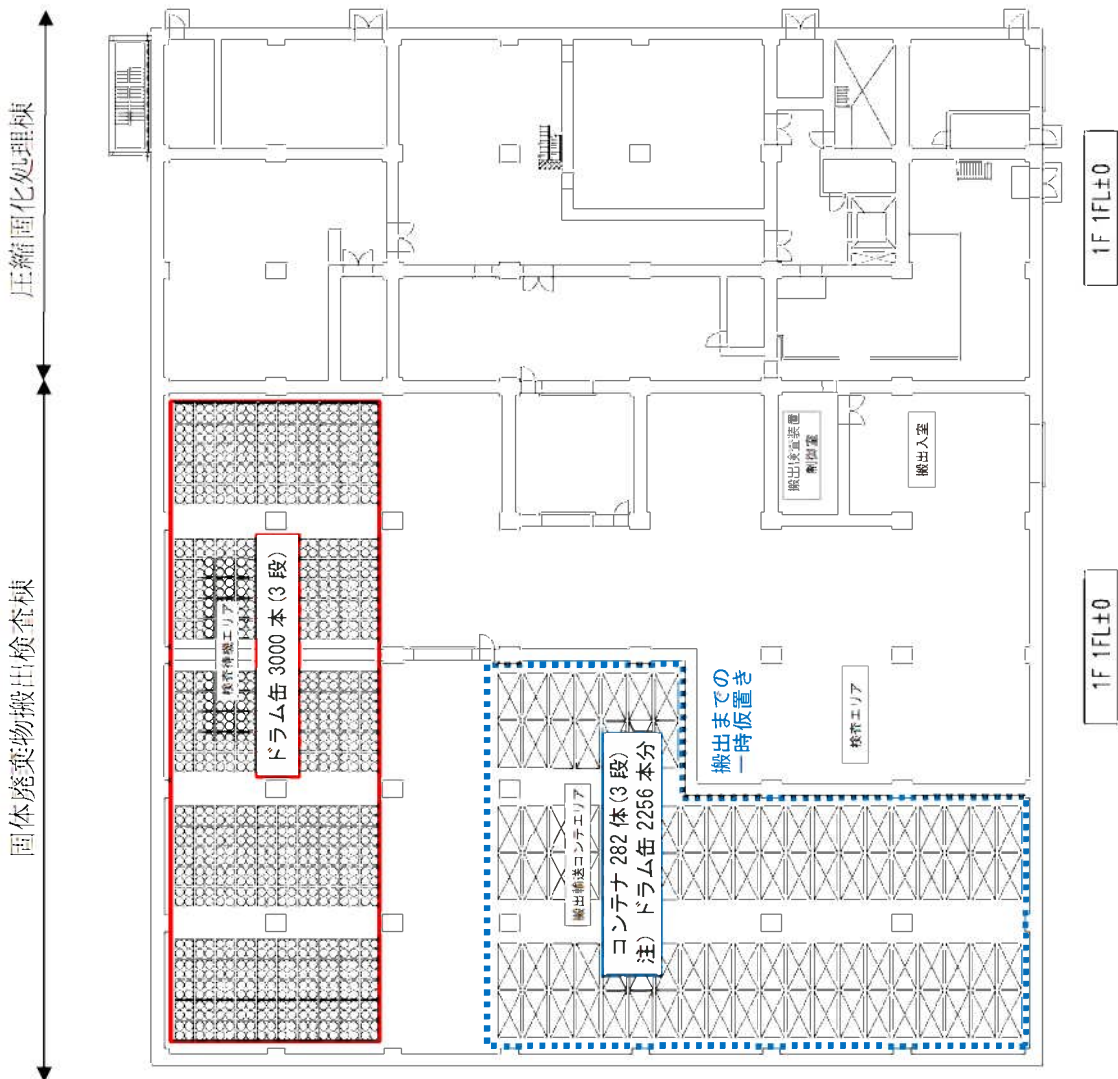 圧縮固化処理棟
固体廃棄物搬出検査棟
1F 1FL±0
1F 1FL±0
搬出検査装置
制御室
搬出入室
検査待機エリア
ドラム缶 3000 本(3 段)
搬出までの
一時仮置き
検査エリア
搬出輸送コンテナエリア
コンテナ 282 体(3 段)
注） ドラム缶 2256 本分